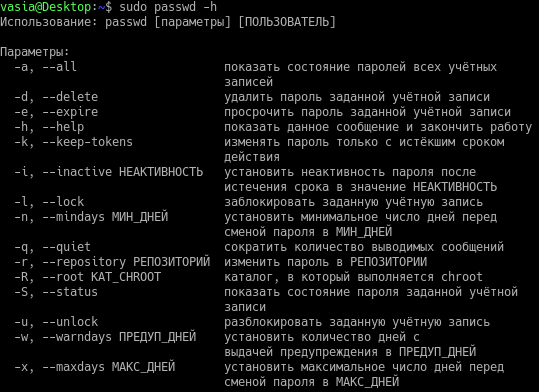 vasia@Desktop:~$ sudo passwd -h
Использование: passwd [параметры] [ПОЛЬЗОВАТЕЛЬ]

Параметры:
  -a, --all                     показать состояние паролей всех учётных
                                записей
  -d, --delete                  удалить пароль заданной учётной записи
  -e, --expire                  просрочить пароль заданной учётной записи
  -h, --help                    показать данное сообщение и закончить работу
  -k, --keep-tokens             изменять пароль только с истёкшим сроком
                                действия
  -i, --inactive НЕАКТИВНОСТЬ   установить неактивность пароля после
                                истечения срока в значение НЕАКТИВНОСТЬ
  -l, --lock                    заблокировать заданную учётную запись
  -n, --mindays МИН_ДНЕЙ        установить минимальное число дней перед
                                сменой пароля в МИН_ДНЕЙ
  -q, --quiet                   сократить количество выводимых сообщений
  -r, --repository РЕПОЗИТОРИЙ  изменить пароль в РЕПОЗИТОРИИ
  -R, --root КАТ_CHROOT         каталог, в который выполняется chroot
  -S, --status                  показать состояние пароля заданной учётной
                                записи
  -u, --unlock                  разблокировать заданную учётную запись
  -w, --warndays ПРЕДУП_ДНЕЙ    установить количество дней с
                                выдачей предупреждения в ПРЕДУП_ДНЕЙ
  -x, --maxdays МАКС_ДНЕЙ       установить максимальное число дней перед
                                сменой пароля в МАКС_ДНЕЙ